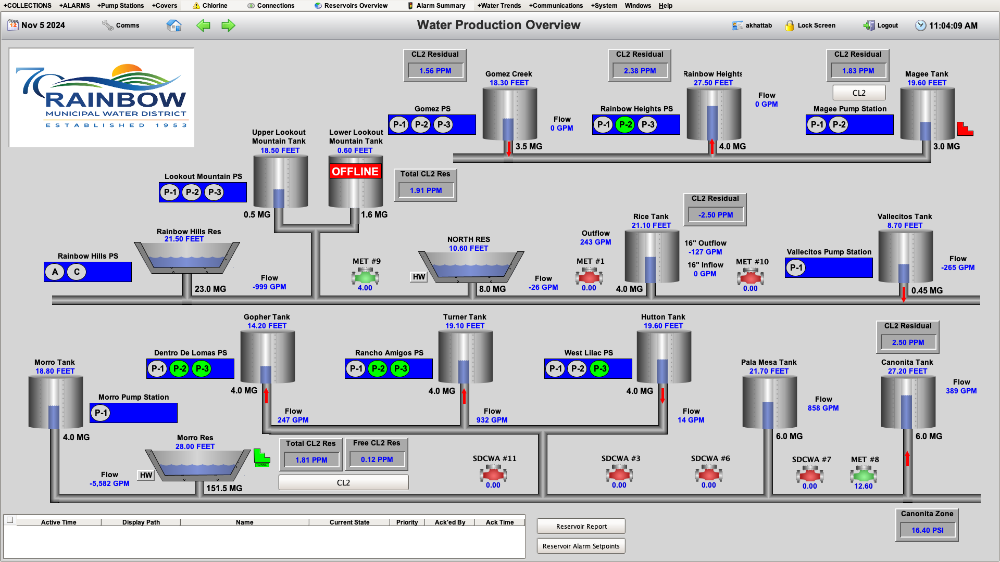 +COLLECTIONS +ALARMS +Pump Stations +Covers Chlorine Connections Reservoirs Overview Alarm Summary +Water Trends +Communications +System Windows Help
12 Nov 5 2024 Comms Water Production Overview akhattab Lock Screen Logout 11:04:09 AM
70 RAINBOW
MUNICIPAL WATER DISTRICT
ESTABLISHED 1953
CL2 Residual
1.56 PPM
Gomez Creek
18.30 FEET
Gomez PS
P-1 P-2 P-3
Flow
0 GPM
3.5 MG
CL2 Residual
2.38 PPM
Rainbow Heights
27.50 FEET
Rainbow Heights PS
P-1 P-2 P-3
Flow
0 GPM
4.0 MG
CL2 Residual
1.83 PPM
CL2
Magee Tank
19.60 FEET
Magee Pump Station
P-1 P-2
3.0 MG
Upper Lookout
Mountain Tank
18.50 FEET
Lower Lookout
Mountain Tank
0.60 FEET
OFFLINE
Lookout Mountain PS
P-1 P-2 P-3
0.5 MG
1.6 MG
Total CL2 Res
1.91 PPM
Rainbow Hills Res
21.50 FEET
Rainbow Hills PS
A C
23.0 MG
Flow
-999 GPM
MET #9
4.00
NORTH RES
10.60 FEET
HW
8.0 MG
Flow
-26 GPM
Outflow
243 GPM
MET #1
0.00
Rice Tank
21.10 FEET
4.0 MG
CL2 Residual
-2.50 PPM
16" Outflow
-127 GPM
16" Inflow
0 GPM
MET #10
0.00
Vallecitos Tank
8.70 FEET
Vallecitos Pump Station
P-1
Flow
-265 GPM
0.45 MG
Gopher Tank
14.20 FEET
Dentro De Lomas PS
P-1 P-2 P-3
4.0 MG
Flow
247 GPM
Turner Tank
19.10 FEET
Rancho Amigos PS
P-1 P-2 P-3
4.0 MG
Flow
932 GPM
Hutton Tank
19.60 FEET
West Lilac PS
P-1 P-2 P-3
4.0 MG
Flow
14 GPM
CL2 Residual
2.50 PPM
Pala Mesa Tank
21.70 FEET
Flow
858 GPM
6.0 MG
Canonita Tank
27.20 FEET
Flow
389 GPM
6.0 MG
Morro Tank
18.80 FEET
Morro Pump Station
P-1
4.0 MG
Morro Res
28.00 FEET
Flow
-5,582 GPM
HW
151.5 MG
Total CL2 Res
1.81 PPM
Free CL2 Res
0.12 PPM
CL2
SDCWA #11
0.00
SDCWA #3
0.00
SDCWA #6
0.00
SDCWA #7
0.00
MET #8
12.60
Canonita Zone
16.40 PSI
Active Time Display Path Name Current State Priority Ack'ed By Ack Time
Reservoir Report
Reservoir Alarm Setpoints